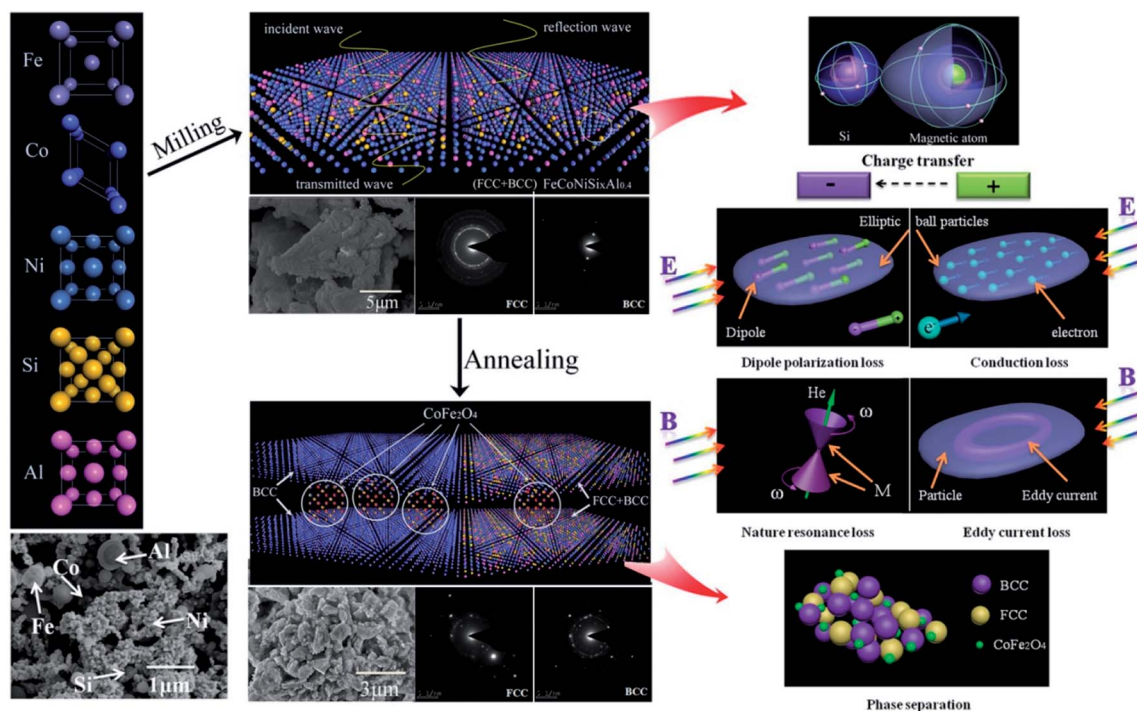 Fe
Co
Ni
Si
Al
Al
Co
Fe
Ni
Si
1μm
Milling
incident wave
reflection wave
transmitted wave
(FCC+BCC) FeCoNiSixAl0.4
5μm
FCC
BCC
Annealing
CoFe2O4
BCC
FCC+BCC
3μm
FCC
BCC
Si
Magnetic atom
Charge transfer
-
+
E
Elliptic ball particles
E
Dipole
e-
electron
Dipole polarization loss
Conduction loss
B
He
ω
ω
M
B
Particle
Eddy current
Nature resonance loss
Eddy current loss
BCC
FCC
CoFe2O4
Phase separation